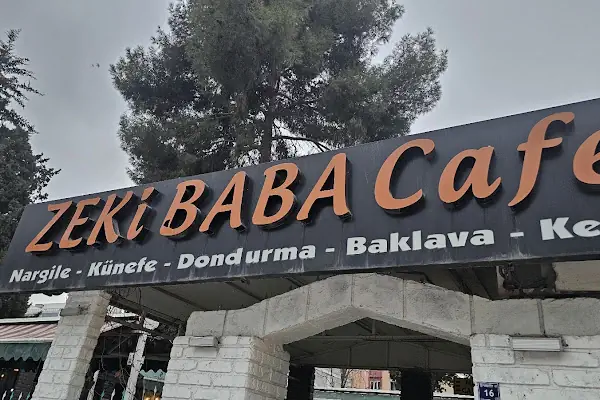 ZEKi BABA Cafe
Nargile - Künefe - Dondurma - Baklava -
16